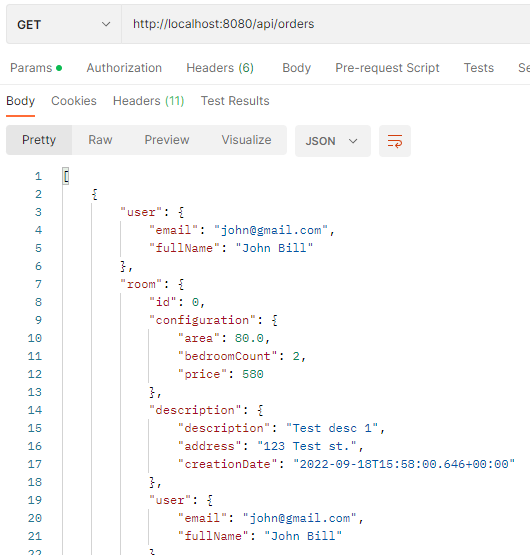 GET http://localhost:8080/api/orders
Params Authorization Headers (6) Body Pre-request Script Tests Se
Body Cookies Headers (11) Test Results
Pretty Raw Preview Visualize JSON
1 [
2 {
3 "user": {
4 "email": "john@gmail.com",
5 "fullName": "John Bill"
6 },
7 "room": {
8 "id": 0,
9 "configuration": {
10 "area": 80.0,
11 "bedroomCount": 2,
12 "price": 580
13 },
14 "description": {
15 "description": "Test desc 1",
16 "address": "123 Test st.",
17 "creationDate": "2022-09-18T15:58:00.646+00:00"
18 },
19 "user": {
20 "email": "john@gmail.com",
21 "fullName": "John Bill"
22 }